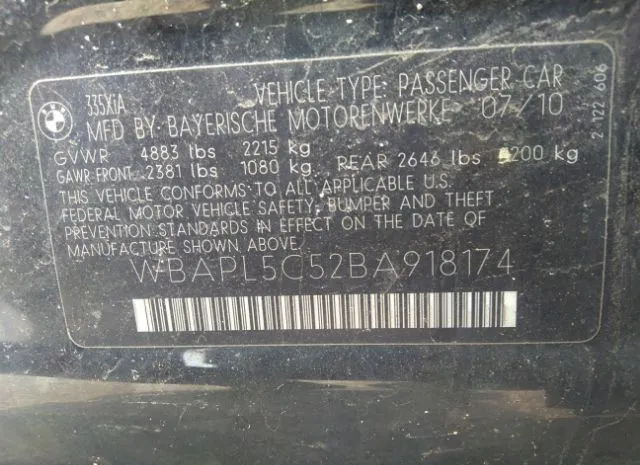 335XiA VEHICLE TYPE: PASSENGER CAR
MFD BY: BAYERISCHE MOTORENWERKE 07/10
GVWR 4883 lbs 2215 kg
GAWR FRONT: 2381 lbs 1080 kg REAR 2646 lbs 1200 kg
THIS VEHICLE CONFORMS TO ALL APPLICABLE U.S.
FEDERAL MOTOR VEHICLE SAFETY, BUMPER AND THEFT
PREVENTION STANDARDS IN EFFECT ON THE DATE OF
MANUFACTURE SHOWN ABOVE.
WBAPL5C52BA918174
2 122 606
BMW